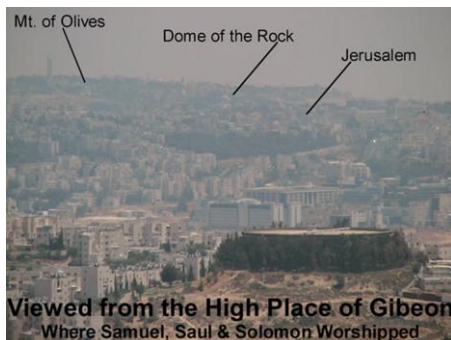 Mt. of Olives
Dome of the Rock
Jerusalem
Viewed from the High Place of Gibeon
Where Samuel, Saul & Solomon Worshipped